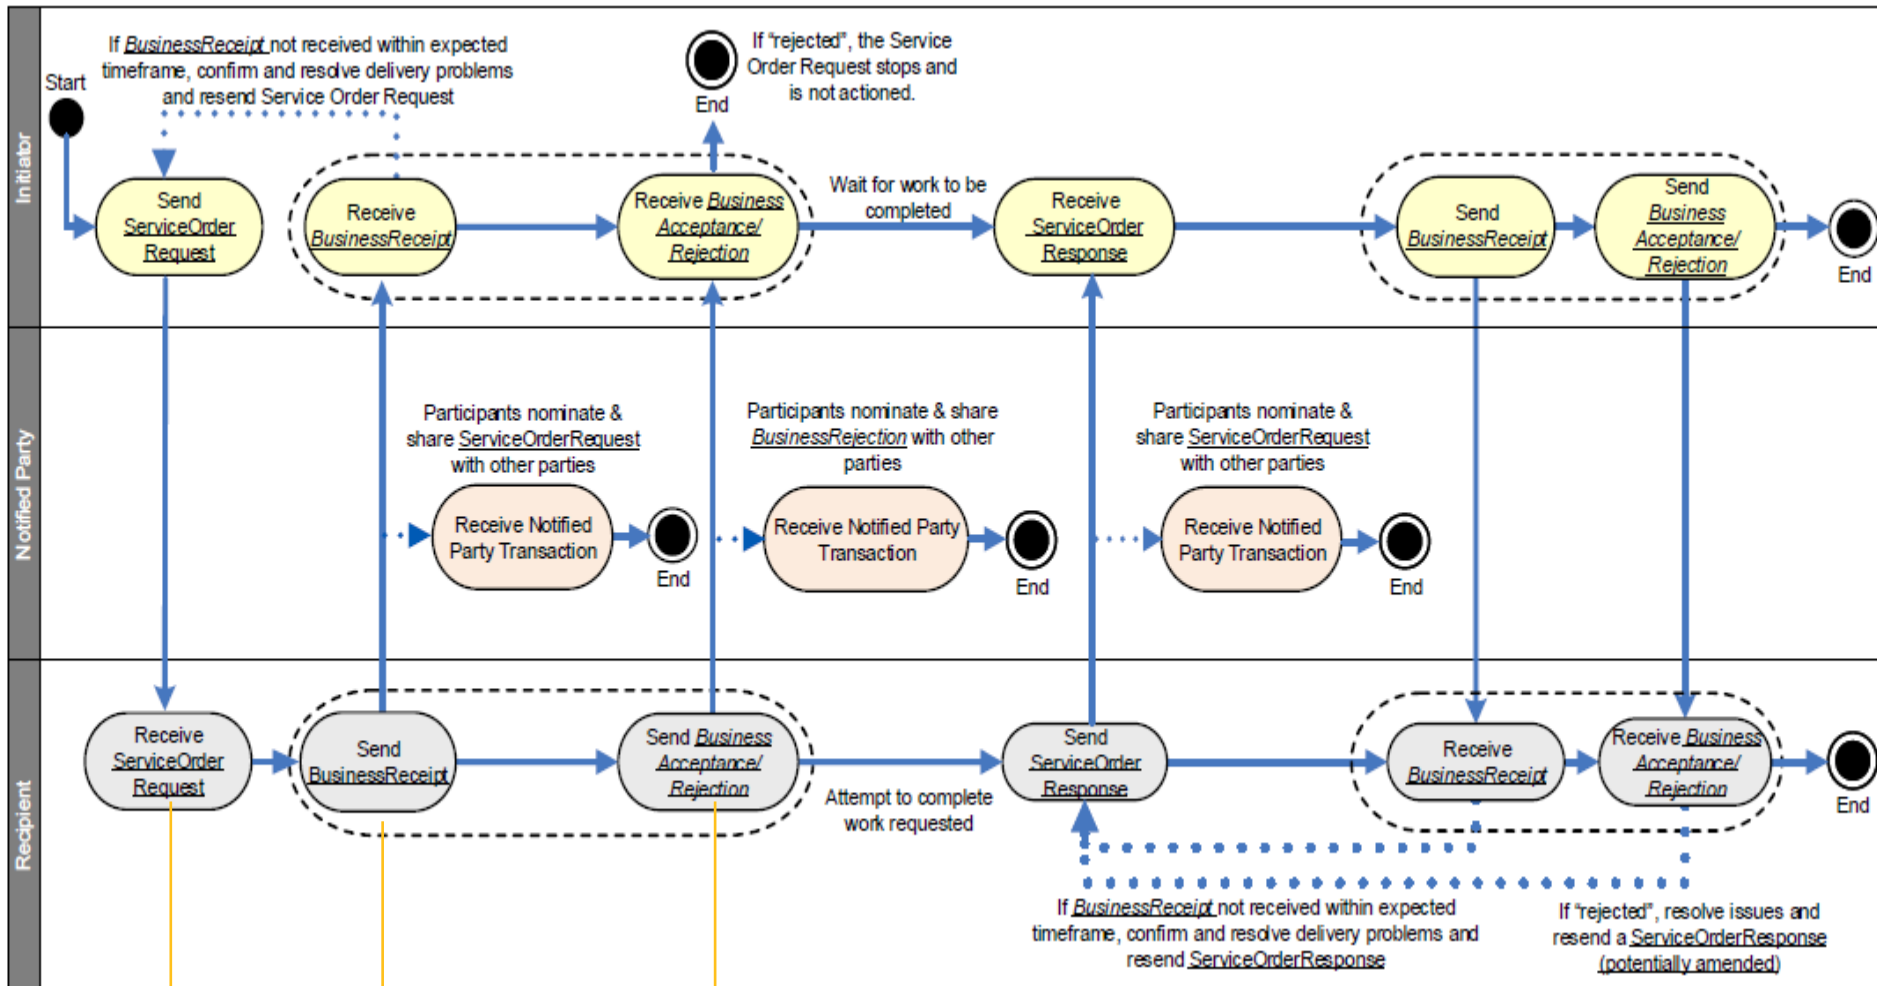 Initiator
Start
If BusinessReceipt not received within expected
timeframe, confirm and resolve delivery problems
and resend Service Order Request
End
If “rejected”, the Service
Order Request stops and
is not actioned.
Send
ServiceOrder
Request
Receive
BusinessReceipt
Receive Business
Acceptance/
Rejection
Wait for work to be
completed
Receive
ServiceOrder
Response
Send
BusinessReceipt
Send
Business
Acceptance/
Rejection
End
Notified Party
Participants nominate &
share ServiceOrderRequest
with other parties
Receive Notified
Party Transaction
End
Participants nominate & share
BusinessRejection with other
parties
Receive Notified Party
Transaction
End
Participants nominate &
share ServiceOrderRequest
with other parties
Receive Notified
Party Transaction
End
Recipient
Receive
ServiceOrder
Request
Send
BusinessReceipt
Send Business
Acceptance/
Rejection
Attempt to complete
work requested
Send
ServiceOrder
Response
Receive
BusinessReceipt
Receive Business
Acceptance/
Rejection
End
If BusinessReceipt not received within expected
timeframe, confirm and resolve delivery problems and
resend ServiceOrderResponse
If “rejected”, resolve issues and
resend a ServiceOrderResponse
(potentially amended)